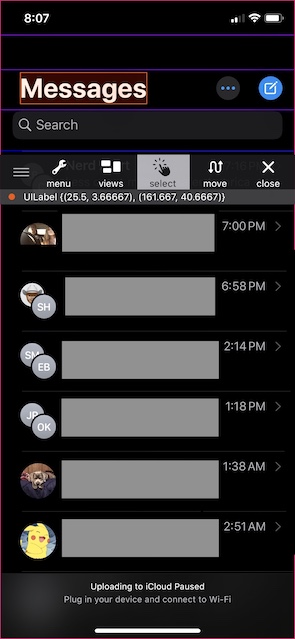 8:07
Messages
Search
menu views select move close
UILabel {(25.5, 3.66667), (161.667, 40.6667)}
7:00 PM
6:58 PM
SH
2:14 PM
SM
EB
1:18 PM
JP
OK
1:38 AM
2:51 AM
Uploading to iCloud Paused
Plug in your device and connect to Wi-Fi